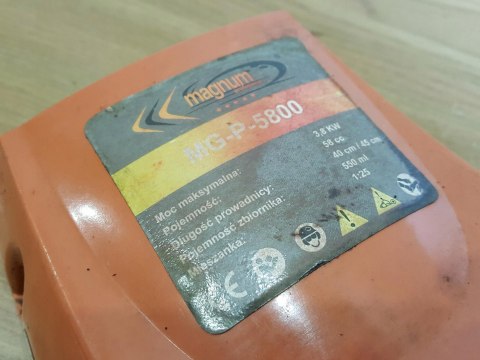 magnum
MG-P-5800
Moc maksymalna: 3,8 KW
Pojemność: 58 cc
Długość prowadnicy: 40 cm / 45 cm
Pojemność zbiornika: 550 ml
Mieszanka: 1:25
CE